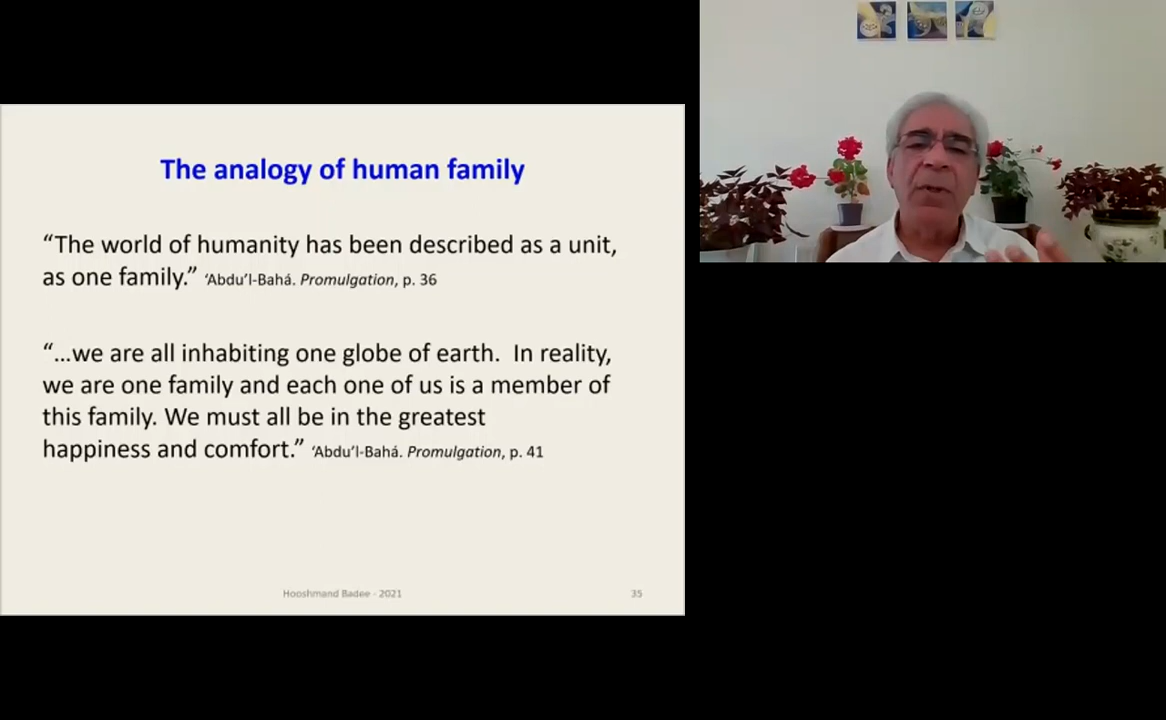 The analogy of human family
“The world of humanity has been described as a unit,
as one family.” ‘Abdu’l-Bahá. Promulgation, p. 36
“…we are all inhabiting one globe of earth.  In reality,
we are one family and each one of us is a member of
this family. We must all be in the greatest
happiness and comfort.” ‘Abdu’l-Bahá. Promulgation, p. 41
Hooshmand Badee - 2021
35